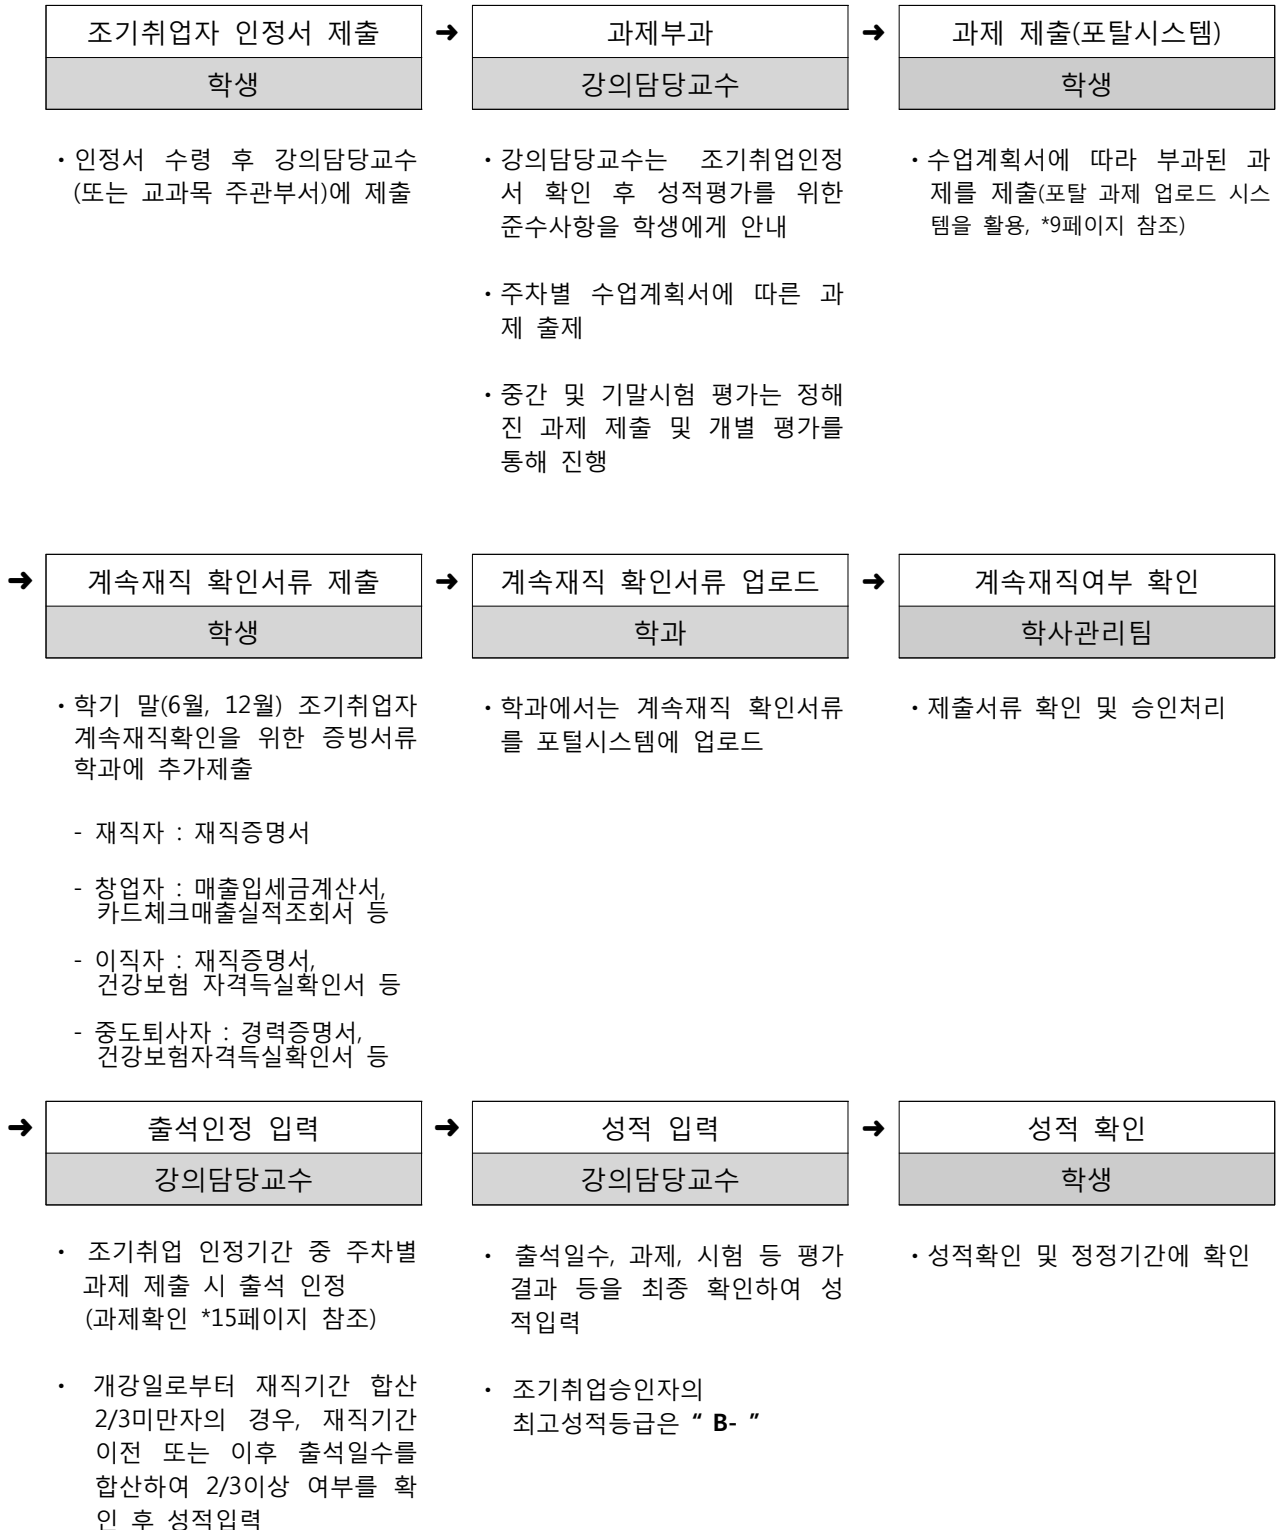 조기취업자 인정서 제출
학생
· 인정서 수령 후 강의담당교수
(또는 교과목 주관부서)에 제출
➜
과제부과
강의담당교수
· 강의담당교수는 조기취업인정
서 확인 후 성적평가를 위한
준수사항을 학생에게 안내
· 주차별 수업계획서에 따른 과
제 출제
· 중간 및 기말시험 평가는 정해
진 과제 제출 및 개별 평가를
통해 진행
➜
과제 제출(포탈시스템)
학생
· 수업계획서에 따라 부과된 과
제를 제출(포탈 과제 업로드 시스
템을 활용, *9페이지 참조)
➜
계속재직 확인서류 제출
학생
· 학기 말(6월, 12월) 조기취업자
계속재직확인을 위한 증빙서류
학과에 추가제출
- 재직자 : 재직증명서
- 창업자 : 매출입세금계산서,
카드체크매출실적조회서 등
- 이직자 : 재직증명서,
건강보험 자격득실확인서 등
- 중도퇴사자 : 경력증명서,
건강보험자격득실확인서 등
➜
계속재직 확인서류 업로드
학과
· 학과에서는 계속재직 확인서류
를 포털시스템에 업로드
➜
계속재직여부 확인
학사관리팀
· 제출서류 확인 및 승인처리
➜
출석인정 입력
강의담당교수
· 조기취업 인정기간 중 주차별
과제 제출 시 출석 인정
(과제확인 *15페이지 참조)
· 개강일로부터 재직기간 합산
2/3미만자의 경우, 재직기간
이전 또는 이후 출석일수를
합산하여 2/3이상 여부를 확
인 후 성적입력
➜
성적 입력
강의담당교수
· 출석일수, 과제, 시험 등 평가
결과 등을 최종 확인하여 성
적입력
· 조기취업승인자의
최고성적등급은 “ B- ”
➜
성적 확인
학생
· 성적확인 및 정정기간에 확인